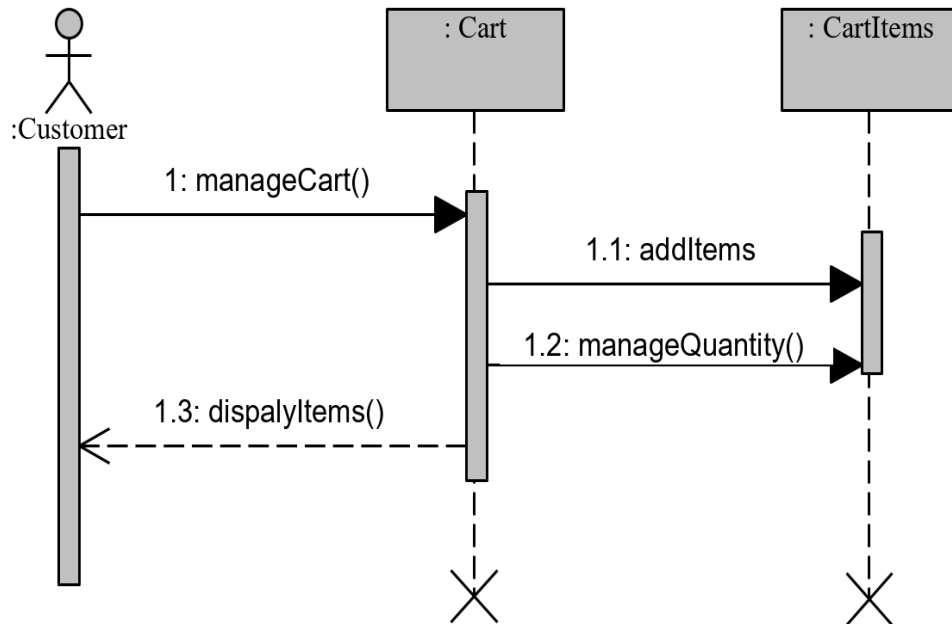 : Cart
: CartItems
:Customer
1: manageCart()
1.1: addItems
1.2: manageQuantity()
1.3: dispalyItems()